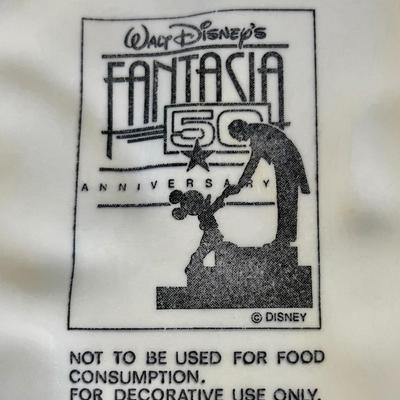 WALT DISNEY'S
FANTASIA
50
ANNIVERSARY
© DISNEY
NOT TO BE USED FOR FOOD
CONSUMPTION.
FOR DECORATIVE USE ONLY.